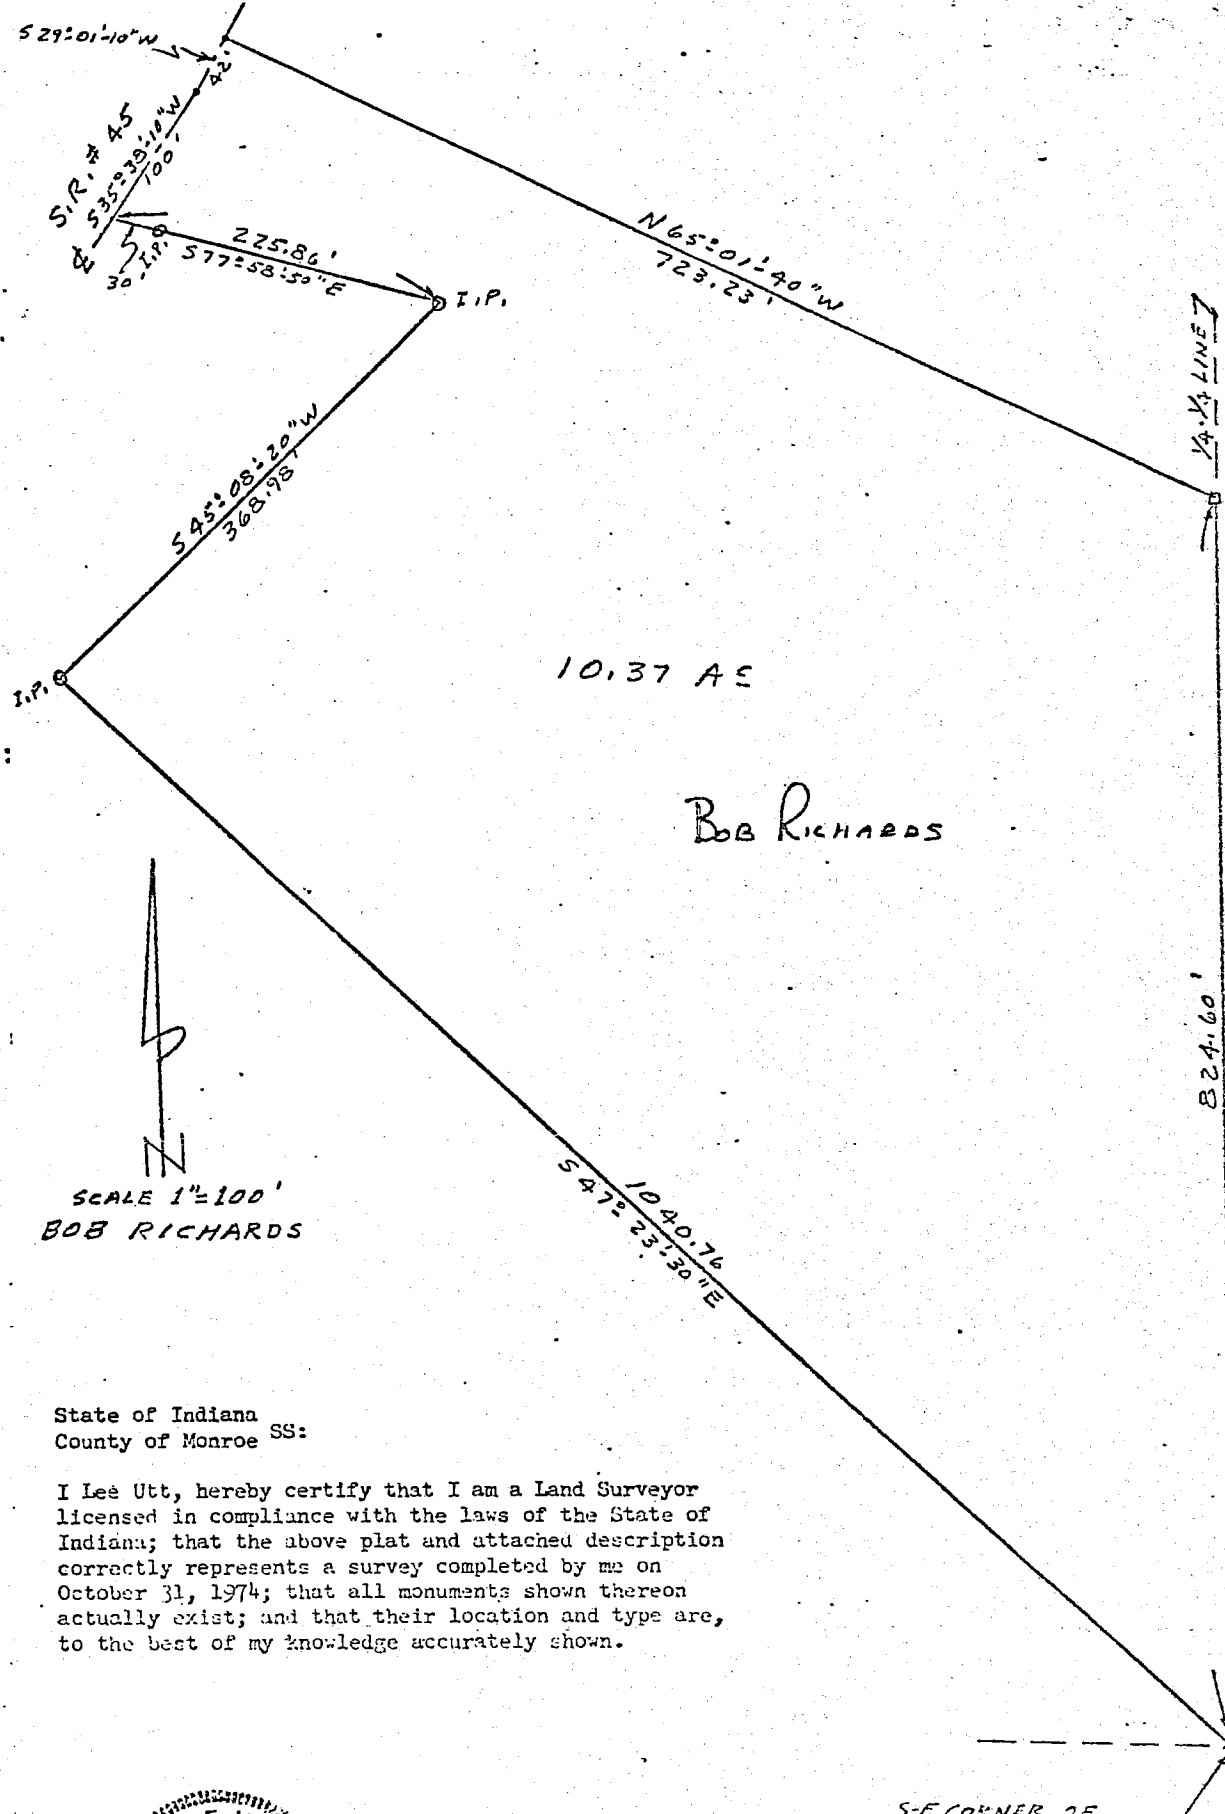 S 29°-01'-10" W
42'
S.R. # 45
S 35°-38'-10" W
100'
225.86'
S 77°-58'-50" E
30'
I.P.
I.P.
N 65°-01'-40" W
723.23'
1/4-1/4 LINE
S 45°-08'-20" W
368.98'
I.P.
10.37 AC
BOB RICHARDS
824.60'
N
SCALE 1"=100'
BOB RICHARDS
1040.76
S 47°-23'-30" E
State of Indiana
County of Monroe SS:
I Lee Utt, hereby certify that I am a Land Surveyor
licensed in compliance with the laws of the State of
Indiana; that the above plat and attached description
correctly represents a survey completed by me on
October 31, 1974; that all monuments shown thereon
actually exist; and that their location and type are,
to the best of my knowledge accurately shown.
S-E CORNER OF